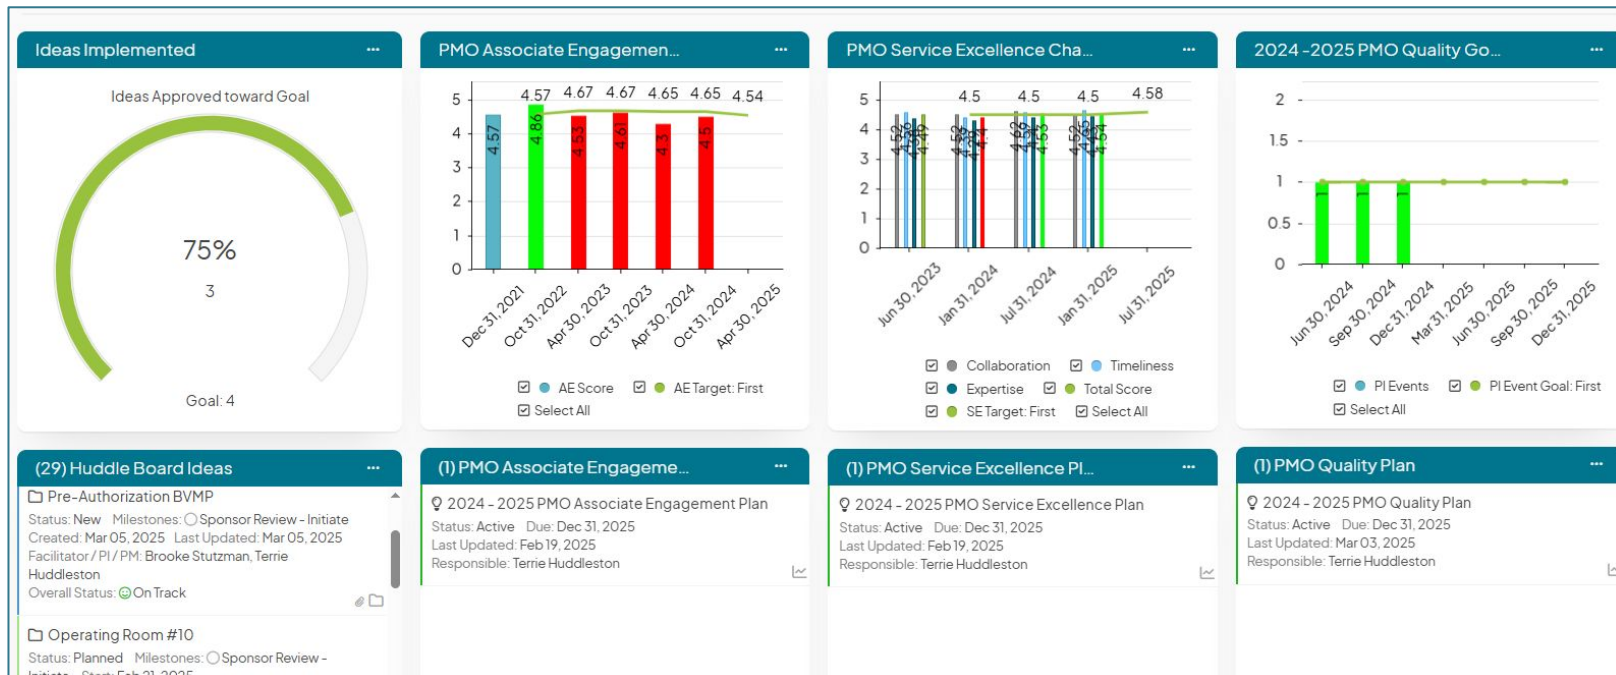 Ideas Implemented
Ideas Approved toward Goal
75%
3
Goal: 4
PMO Associate Engagemen...
4.57 4.67 4.67 4.65 4.65 4.54
5
4
3
2
1
0
4.57 4.86 4.53 4.61 4.3 4.5
Dec 31, 2021 Oct 31, 2022 Apr 30, 2023 Oct 31, 2023 Apr 30, 2024 Oct 31, 2024 Apr 30, 2025
AE Score AE Target: First
Select All
PMO Service Excellence Cha...
4.5 4.5 4.5 4.58
5
4
3
2
1
0
Jun 30, 2023 Jan 31, 2024 Jul 31, 2024 Jan 31, 2025 Jul 31, 2025
Collaboration Timeliness
Expertise Total Score
SE Target: First Select All
2024 -2025 PMO Quality Go...
2
1.5
1
0.5
0
1 1 1
Jun 30, 2024 Sep 30, 2024 Dec 31, 2024 Mar 31, 2025 Jun 30, 2025 Sep 30, 2025 Dec 31, 2025
PI Events PI Event Goal: First
Select All
(29) Huddle Board Ideas
Pre-Authorization BVMP
Status: New Milestones: Sponsor Review - Initiate
Created: Mar 05, 2025 Last Updated: Mar 05, 2025
Facilitator / PI / PM: Brooke Stutzman, Terrie
Huddleston
Overall Status: On Track
Operating Room #10
Status: Planned Milestones: Sponsor Review -
Initiate Start: Feb 21, 2025
(1) PMO Associate Engageme...
2024 - 2025 PMO Associate Engagement Plan
Status: Active Due: Dec 31, 2025
Last Updated: Feb 19, 2025
Responsible: Terrie Huddleston
(1) PMO Service Excellence Pl...
2024 - 2025 PMO Service Excellence Plan
Status: Active Due: Dec 31, 2025
Last Updated: Feb 19, 2025
Responsible: Terrie Huddleston
(1) PMO Quality Plan
2024 - 2025 PMO Quality Plan
Status: Active Due: Dec 31, 2025
Last Updated: Mar 03, 2025
Responsible: Terrie Huddleston